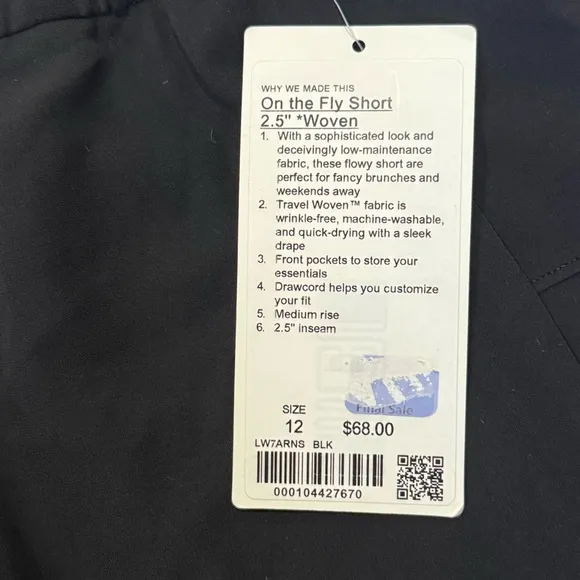 WHY WE MADE THIS
On the Fly Short
2.5" *Woven
1. With a sophisticated look and
deceivingly low-maintenance
fabric, these flowy short are
perfect for fancy brunches and
weekends away
2. Travel Woven™ fabric is
wrinkle-free, machine-washable,
and quick-drying with a sleek
drape
3. Front pockets to store your
essentials
4. Drawcord helps you customize
your fit
5. Medium rise
6. 2.5" inseam
Final Sale
SIZE
12 $68.00
LW7ARNS BLK
000104427670